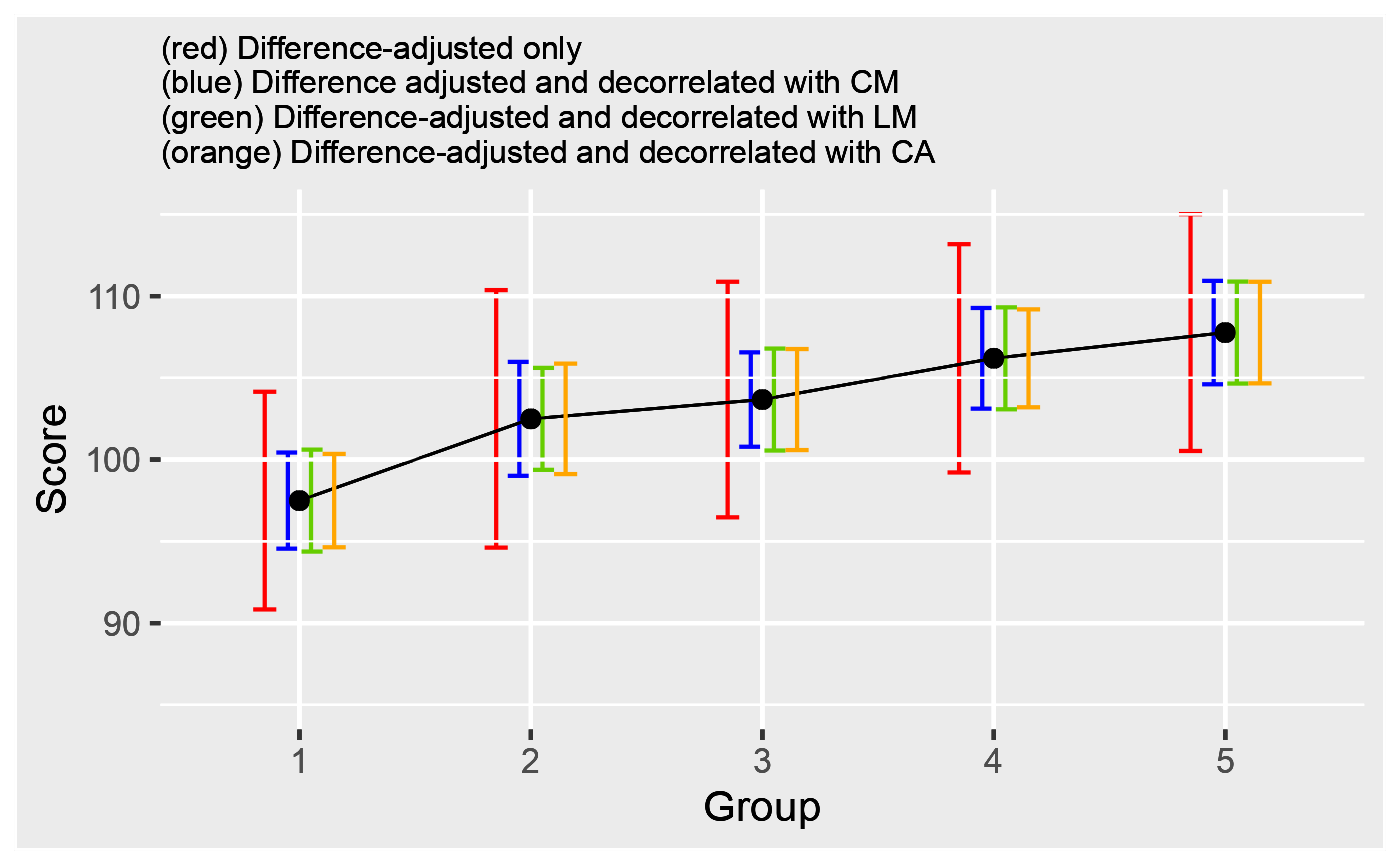 (red) Difference-adjusted only
(blue) Difference adjusted and decorrelated with CM
(green) Difference-adjusted and decorrelated with LM
(orange) Difference-adjusted and decorrelated with CA
110
100
90
Score
1 2 3 4 5
Group